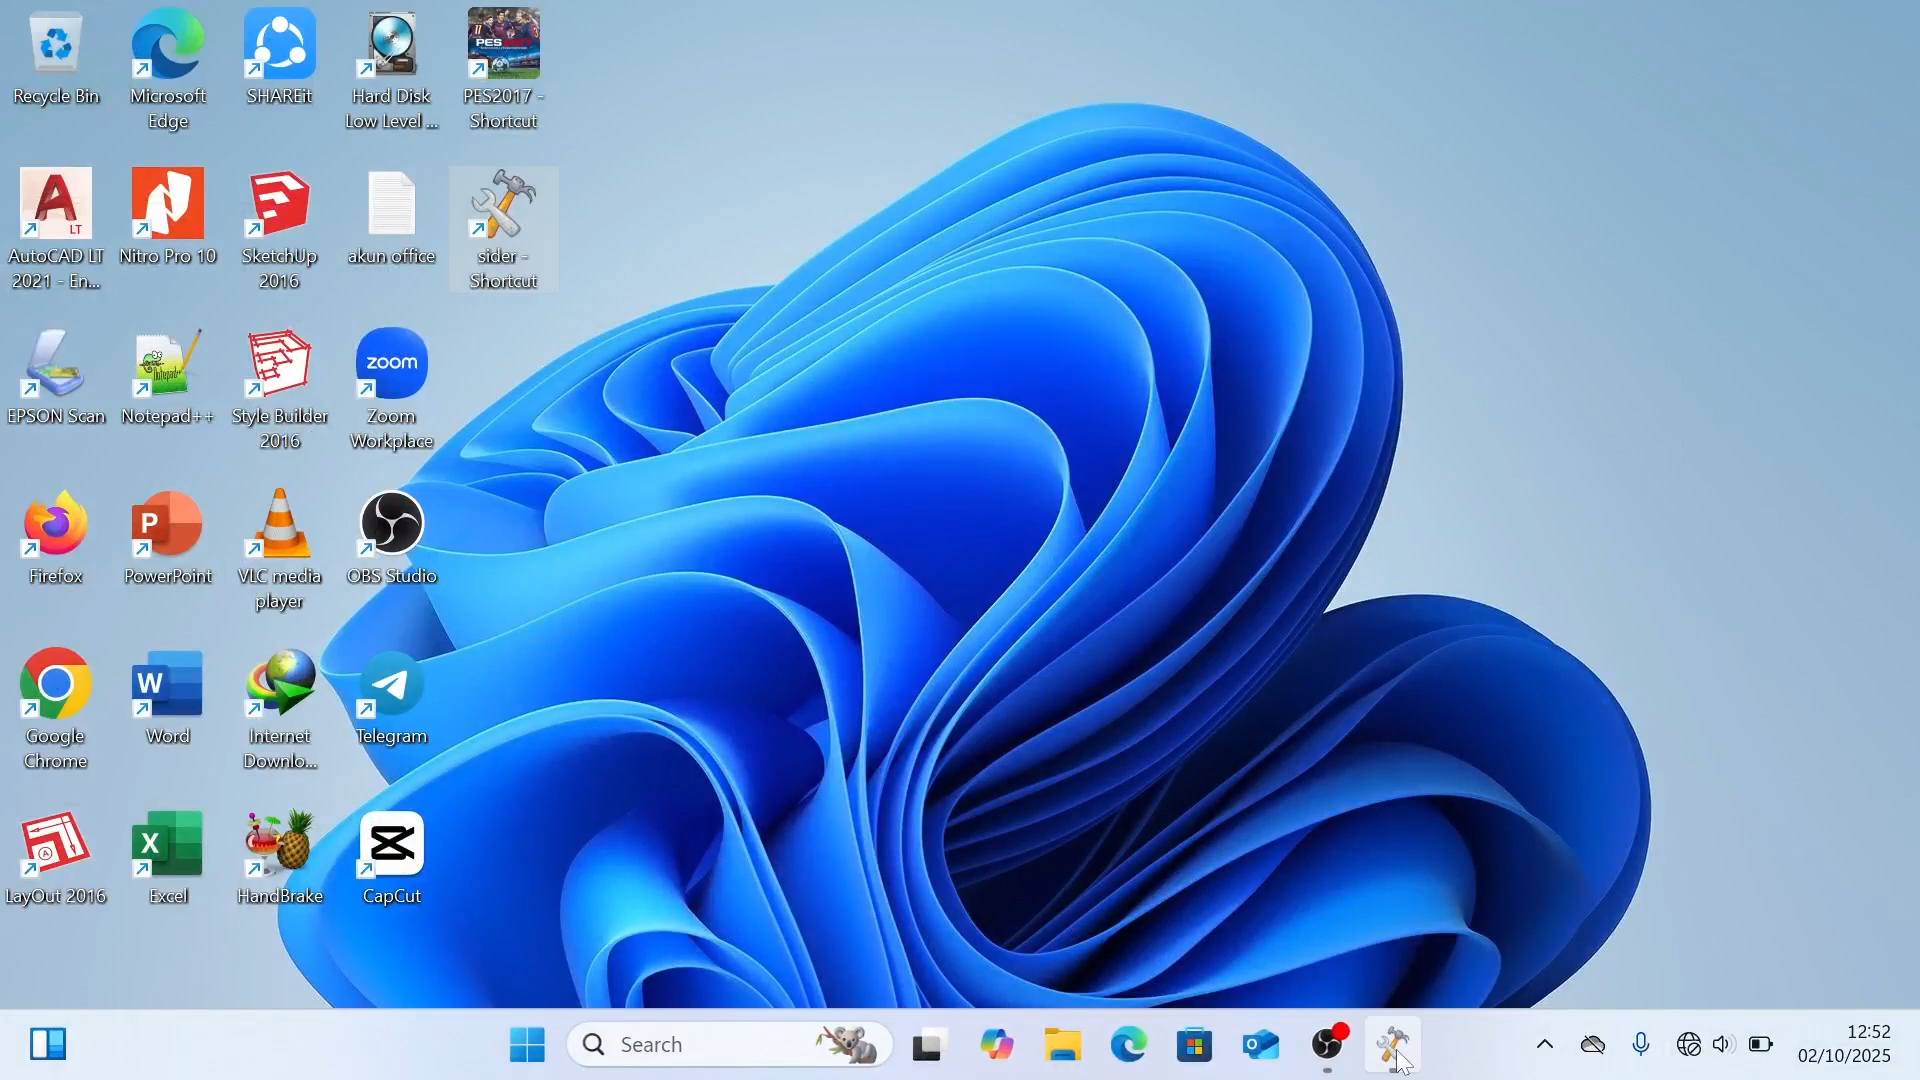 Recycle Bin
Microsoft
Edge
SHAREit
Hard Disk
Low Level ...
PES2017 -
Shortcut
AutoCAD LT
2021 - En...
Nitro Pro 10
SketchUp
2016
akun office
sider -
Shortcut
EPSON Scan
Notepad++
Style Builder
2016
zoom
Zoom
Workplace
Firefox
PowerPoint
VLC media
player
OBS Studio
Google
Chrome
Word
Internet
Downlo...
Telegram
LayOut 2016
Excel
HandBrake
CapCut
Search
12:52
02/10/2025